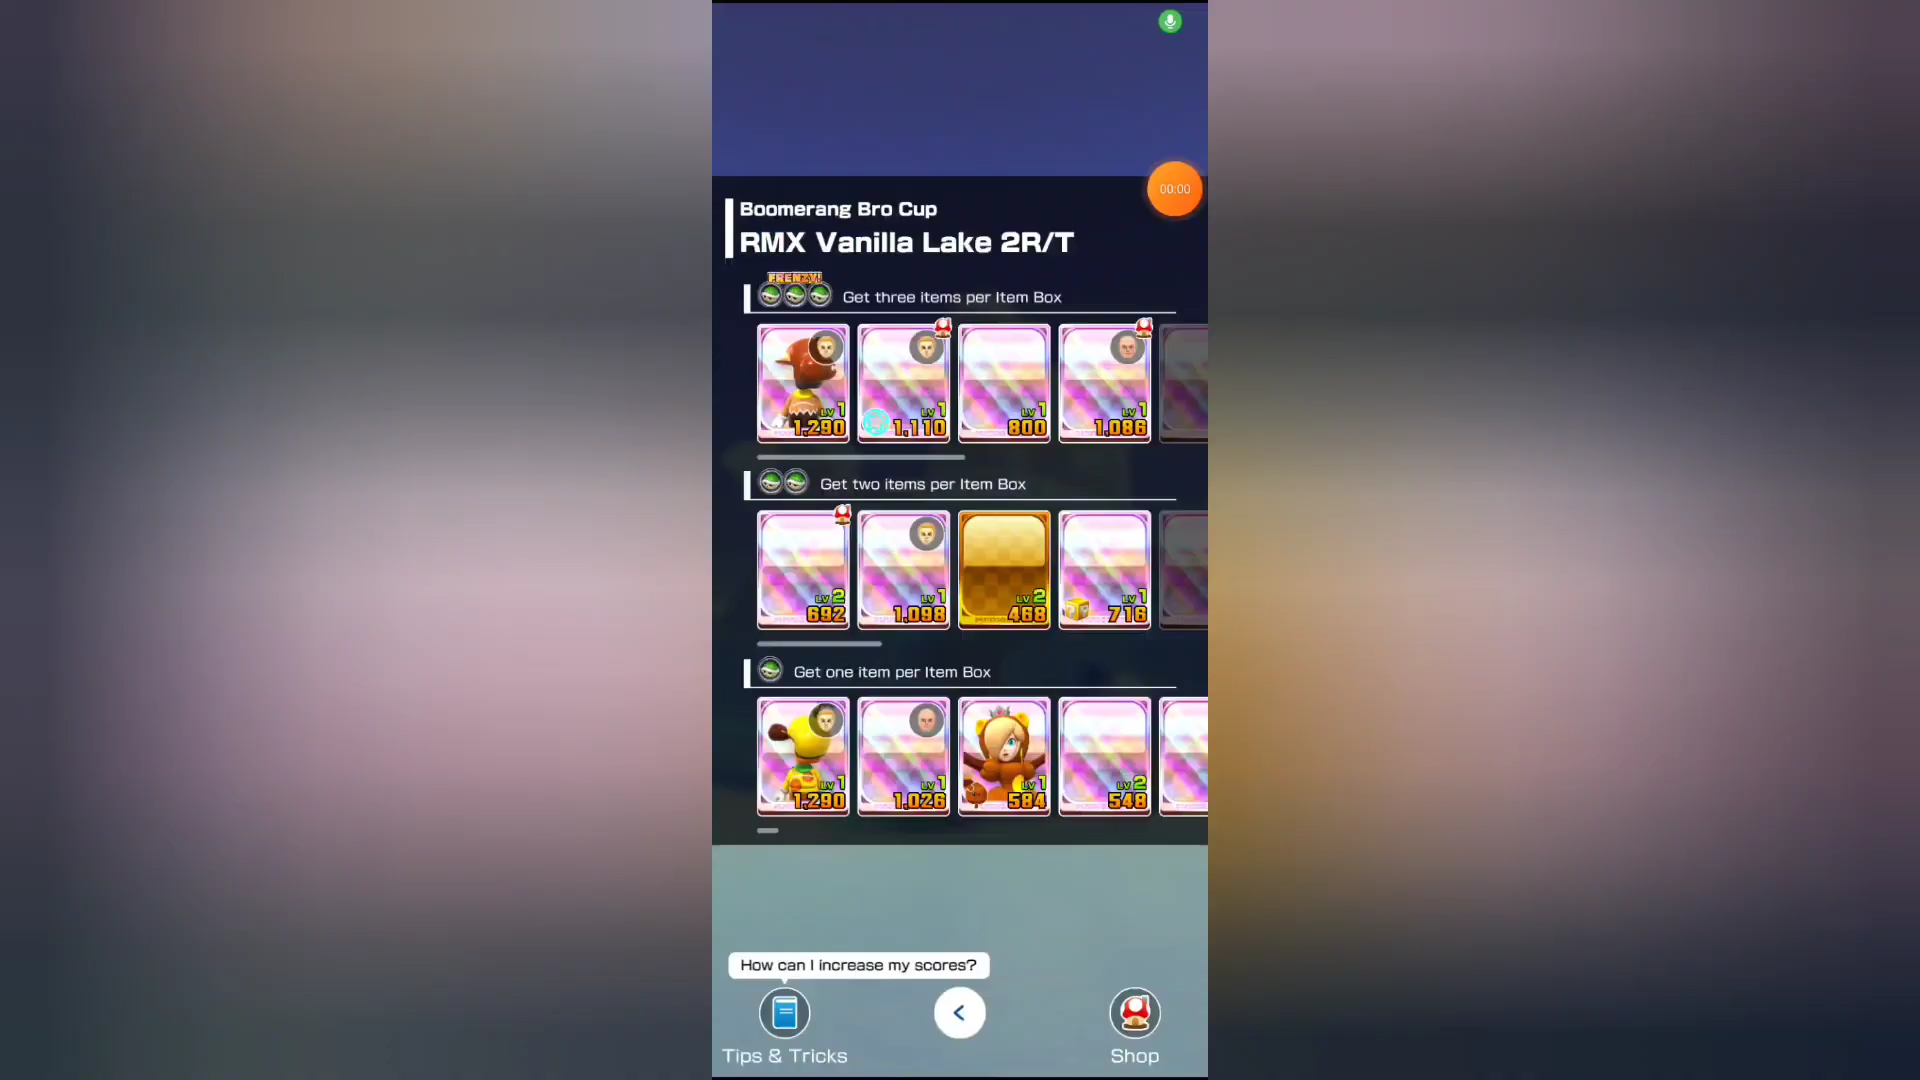 00:00
Boomerang Bro Cup
RMX Vanilla Lake 2R/T
FRENZY!
Get three items per Item Box
LV 1 LV 1 LV 1 LV 1
1,290 1,110 800 1,086
Get two items per Item Box
LV 2 LV 1 LV 2 LV 1
692 1,098 468 716
Get one item per Item Box
LV 1 LV 1 LV 1 LV 2
1,290 1,026 584 548
How can I increase my scores?
Tips & Tricks
Shop